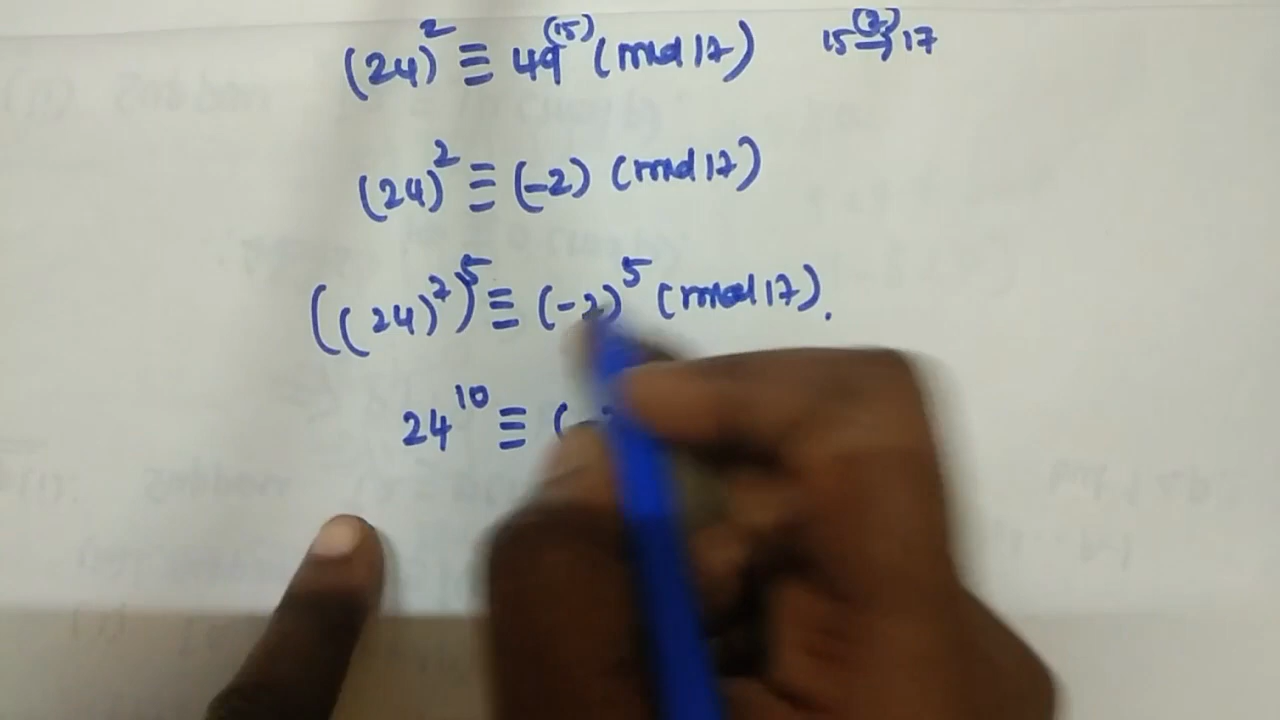 (24)² ≡ 49⁽¹⁵⁾ (mod 17) 15 (2)→ 17
(24)² ≡ (-2) (mod 17)
((24)²)⁵ ≡ (-2)⁵ (mod 17).
24¹⁰ ≡ (-